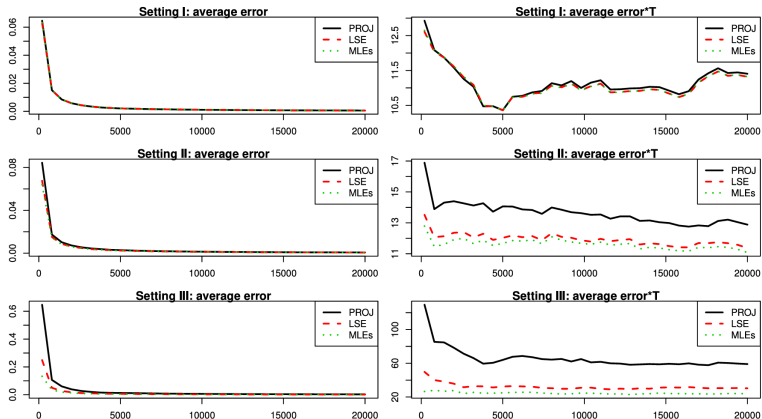 Setting I: average error
PROJ
LSE
MLEs
0.00 0.02 0.04 0.06
0 5000 10000 15000 20000
Setting I: average error*T
PROJ
LSE
MLEs
10.5 11.5 12.5
0 5000 10000 15000 20000
Setting II: average error
PROJ
LSE
MLEs
0.00 0.04 0.08
0 5000 10000 15000 20000
Setting II: average error*T
PROJ
LSE
MLEs
11 13 15 17
0 5000 10000 15000 20000
Setting III: average error
PROJ
LSE
MLEs
0.0 0.2 0.4 0.6
0 5000 10000 15000 20000
Setting III: average error*T
PROJ
LSE
MLEs
20 60 100
0 5000 10000 15000 20000